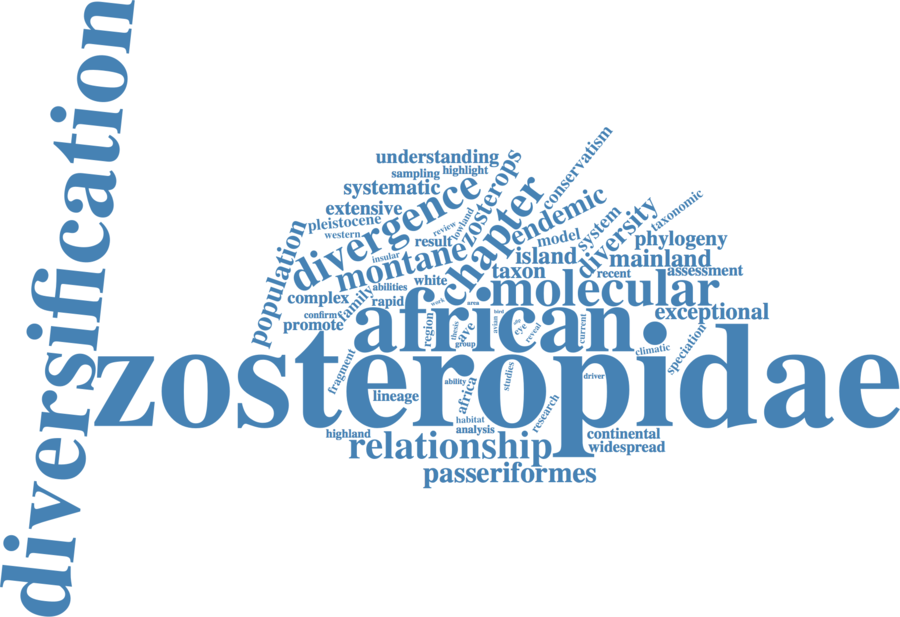 diversification
zosteropidae
african
molecular
divergence
chapter
relationship
montane
passeriformes
population
endemic
diversity
zosterops
island
mainland
exceptional
phylogeny
taxon
understanding
systematic
extensive
conservatism
system
model
taxonomic
assessment
recent
speciation
climatic
continental
widespread
sampling
highlight
pleistocene
western
review
lowland
result
insular
complex
confirm
promote
family
abilities
rapid
white
work
area
region
thesis
ave
group
avian
bird
eye
reveal
current
fragment
lineage
ability
africa
habitat
analysis
studies
research
driver
highland